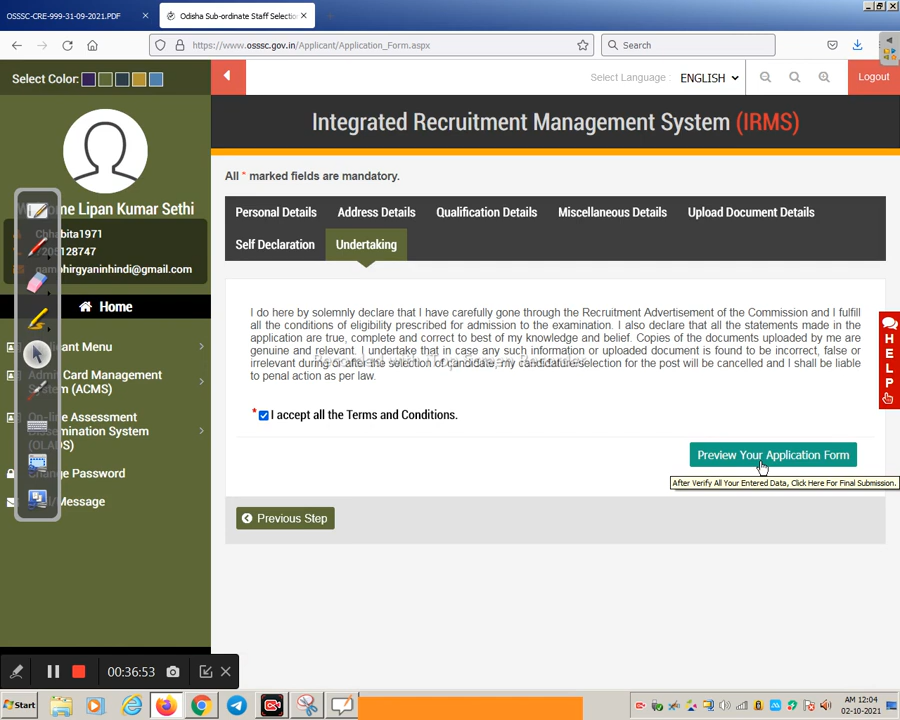 OSSSC-CRE-999-31-09-2021.PDF
Odisha Sub-ordinate Staff Selectio
https://www.osssc.gov.in/Applicant/Application_Form.aspx
Search
Select Color:
Select Language :
ENGLISH
Logout
Integrated Recruitment Management System (IRMS)
All * marked fields are mandatory.
Lipan Kumar Sethi
Chhabita1971
128747
gyaninhindi@gmail.com
Home
Menu
Card Management
System (ACMS)
On-line Assessment
Dissemination System
(OLADS)
Change Password
/Message
Personal Details
Address Details
Qualification Details
Miscellaneous Details
Upload Document Details
Self Declaration
Undertaking
I do here by solemnly declare that I have carefully gone through the Recruitment Advertisement of the Commission and I fulfill
all the conditions of eligibility prescribed for admission to the examination. I also declare that all the statements made in the
application are true, complete and correct to best of my knowledge and belief. Copies of the documents uploaded by me are
genuine and relevant. I undertake that in case any such information or uploaded document is found to be incorrect, false or
irrelevant during or after the selection of candidate, my candidature/selection for the post will be cancelled and I shall be liable
to penal action as per law.
* I accept all the Terms and Conditions.
Preview Your Application Form
After Verify All Your Entered Data, Click Here For Final Submission.
Previous Step
HELP
00:36:53
Start
AM 12:04
02-10-2021